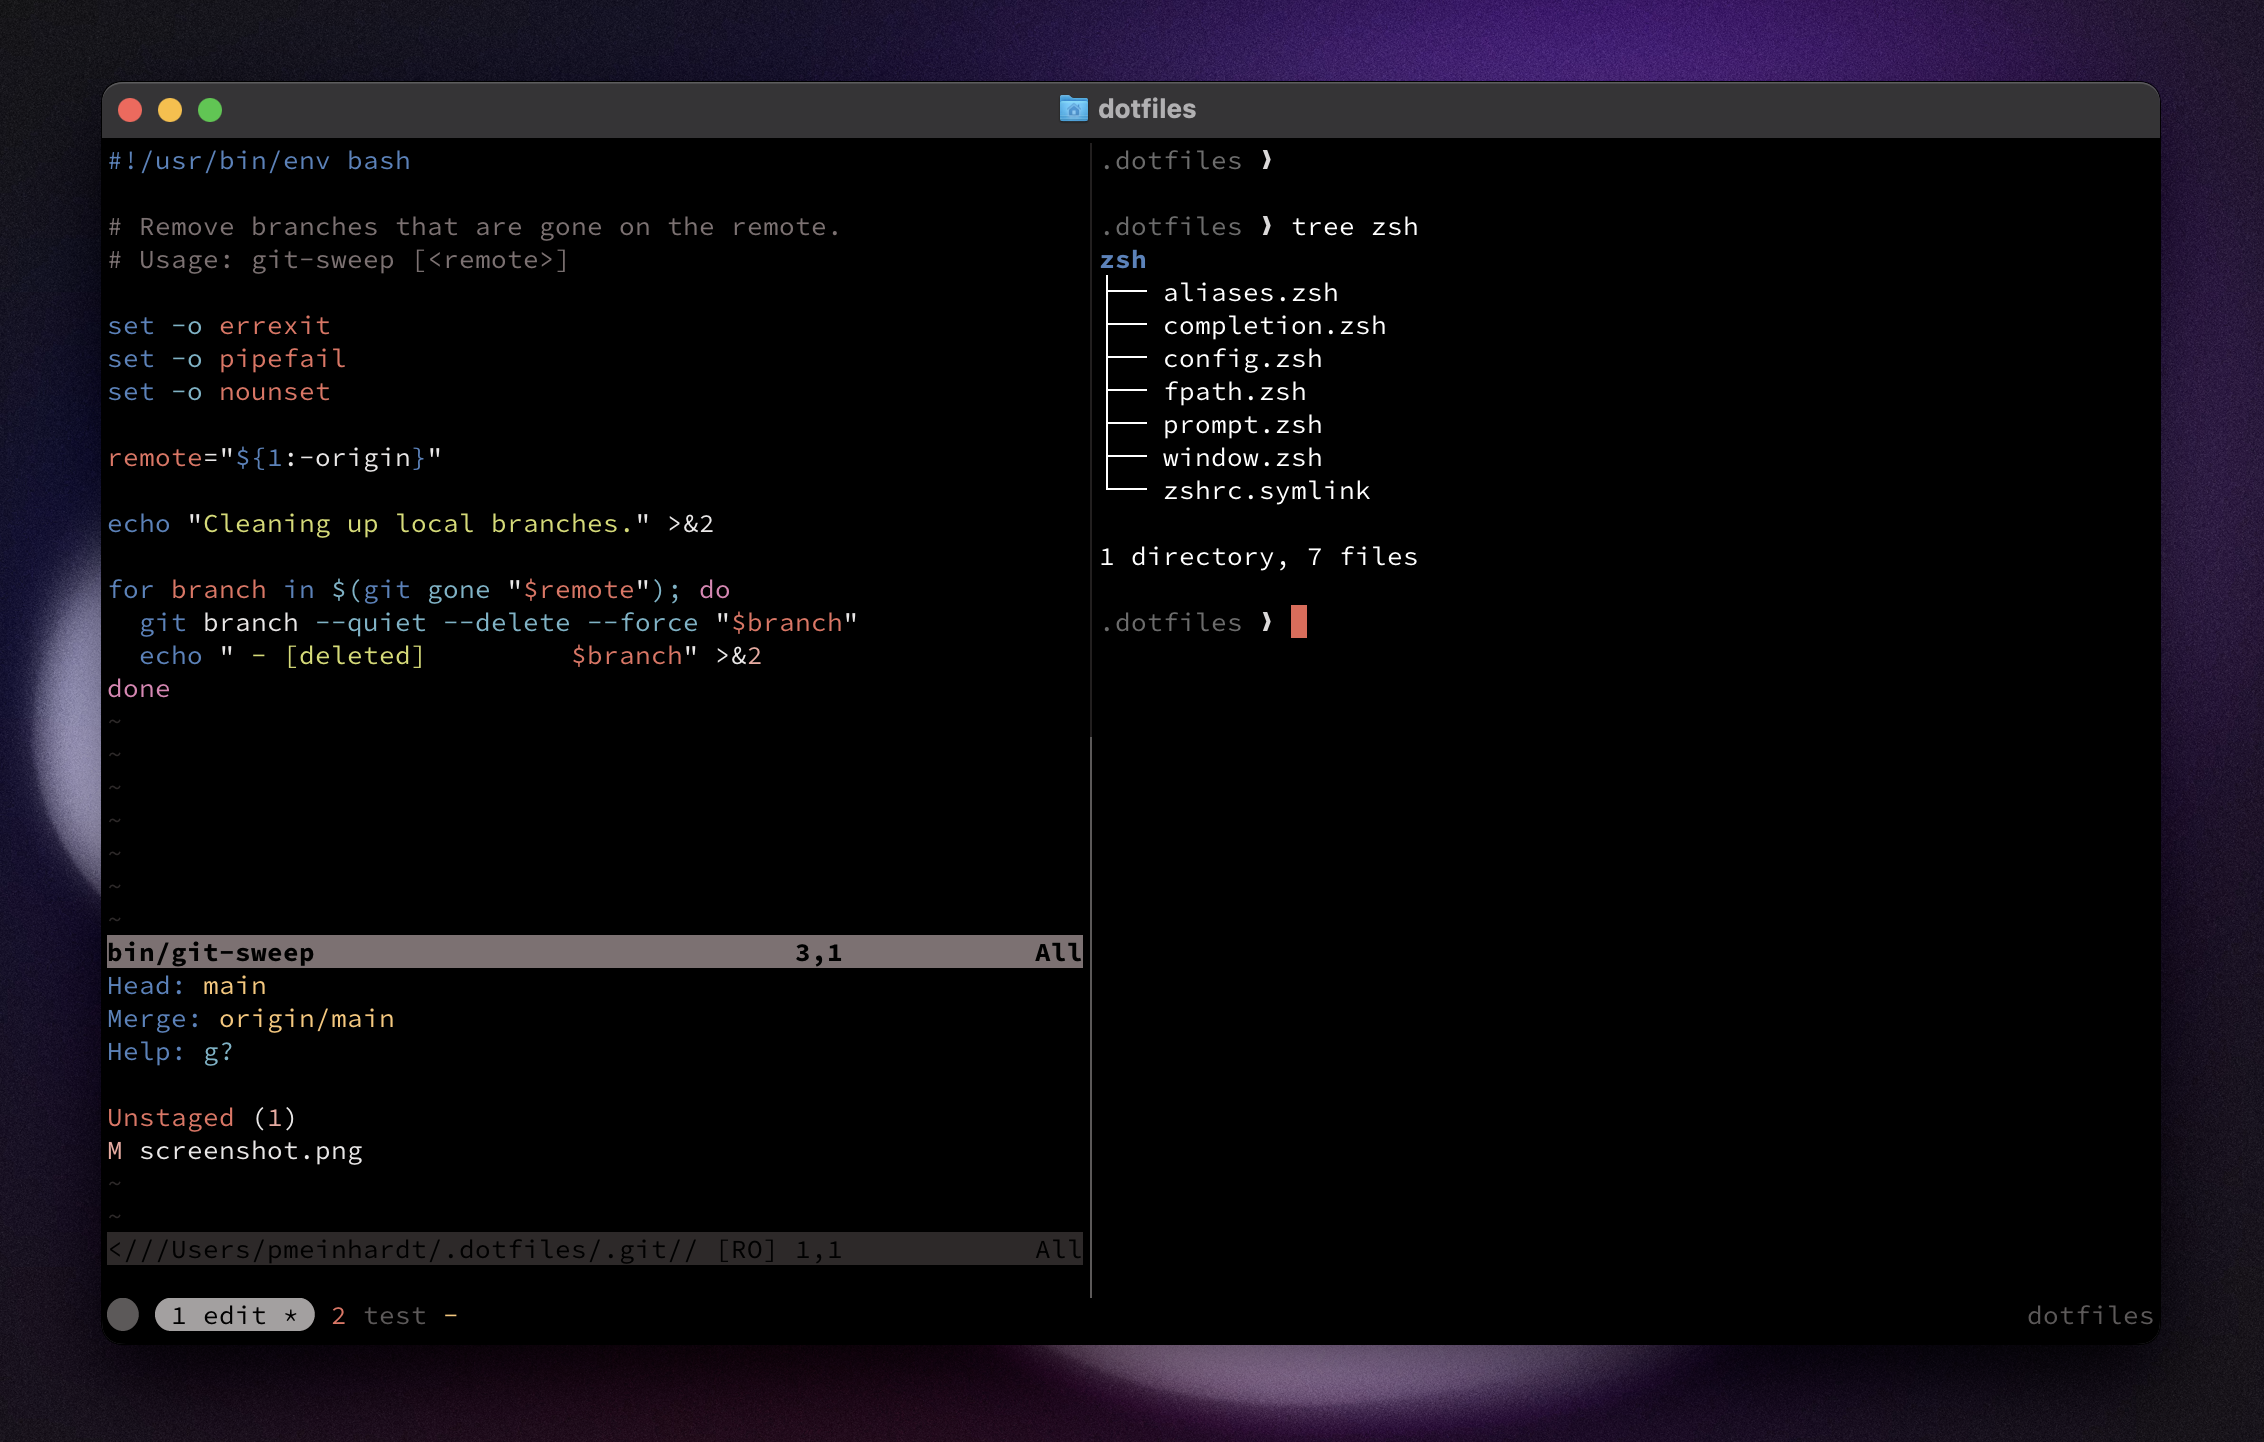 dotfiles
#!/usr/bin/env bash
# Remove branches that are gone on the remote.
# Usage: git-sweep [<remote>]
set -o errexit
set -o pipefail
set -o nounset
remote="${1:-origin}"
echo "Cleaning up local branches." >&2
for branch in $(git gone "$remote"); do
  git branch --quiet --delete --force "$branch"
  echo " - [deleted]         $branch" >&2
done
~
~
~
~
~
~
~
bin/git-sweep                              3,1            All
Head: main
Merge: origin/main
Help: g?
Unstaged (1)
M screenshot.png
~
~
<///Users/pmeinhardt/.dotfiles/.git// [RO] 1,1            All
.dotfiles ❫
.dotfiles ❫ tree zsh
zsh
├── aliases.zsh
├── completion.zsh
├── config.zsh
├── fpath.zsh
├── prompt.zsh
├── window.zsh
└── zshrc.symlink
1 directory, 7 files
.dotfiles ❫
1 edit * 2 test - dotfiles